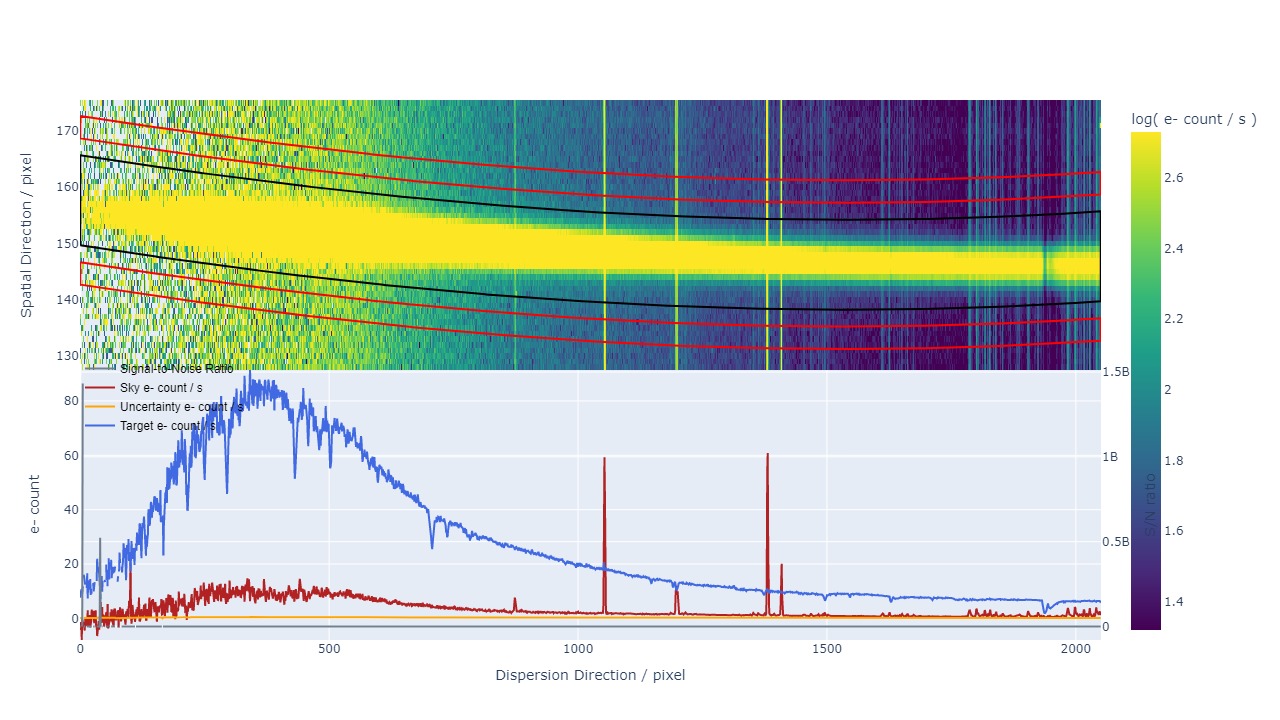 log( e- count / s )
170
160
150
140
130
Spatial Direction / pixel
2.6
2.4
2.2
2
1.8
1.6
1.4
Signal-to Noise Ratio
Sky e- count / s
Uncertainty e- count / s
Target e- count / s
80
60
40
20
0
e- count
1.5B
1B
0.5B
0
S/N ratio
0
500
1000
1500
2000
Dispersion Direction / pixel